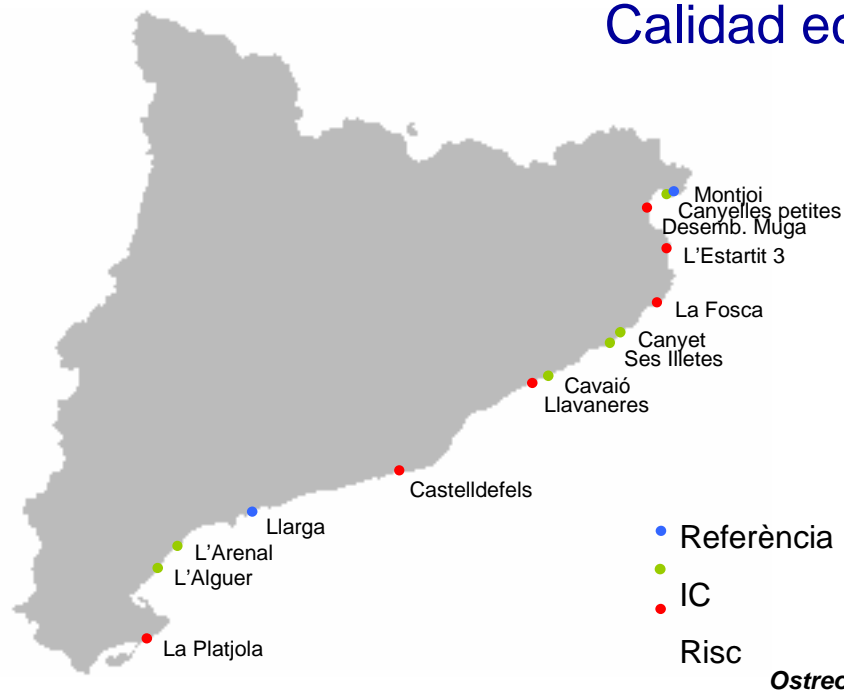 Calidad ec
Montjoi
Canyelles petites
Desemb. Muga
L'Estartit 3
La Fosca
Canyet
Ses Illetes
Cavaió
Llavaneres
Castelldefels
Llarga
L'Arenal
L'Alguer
La Platjola
Referència
IC
Risc
Ostreo